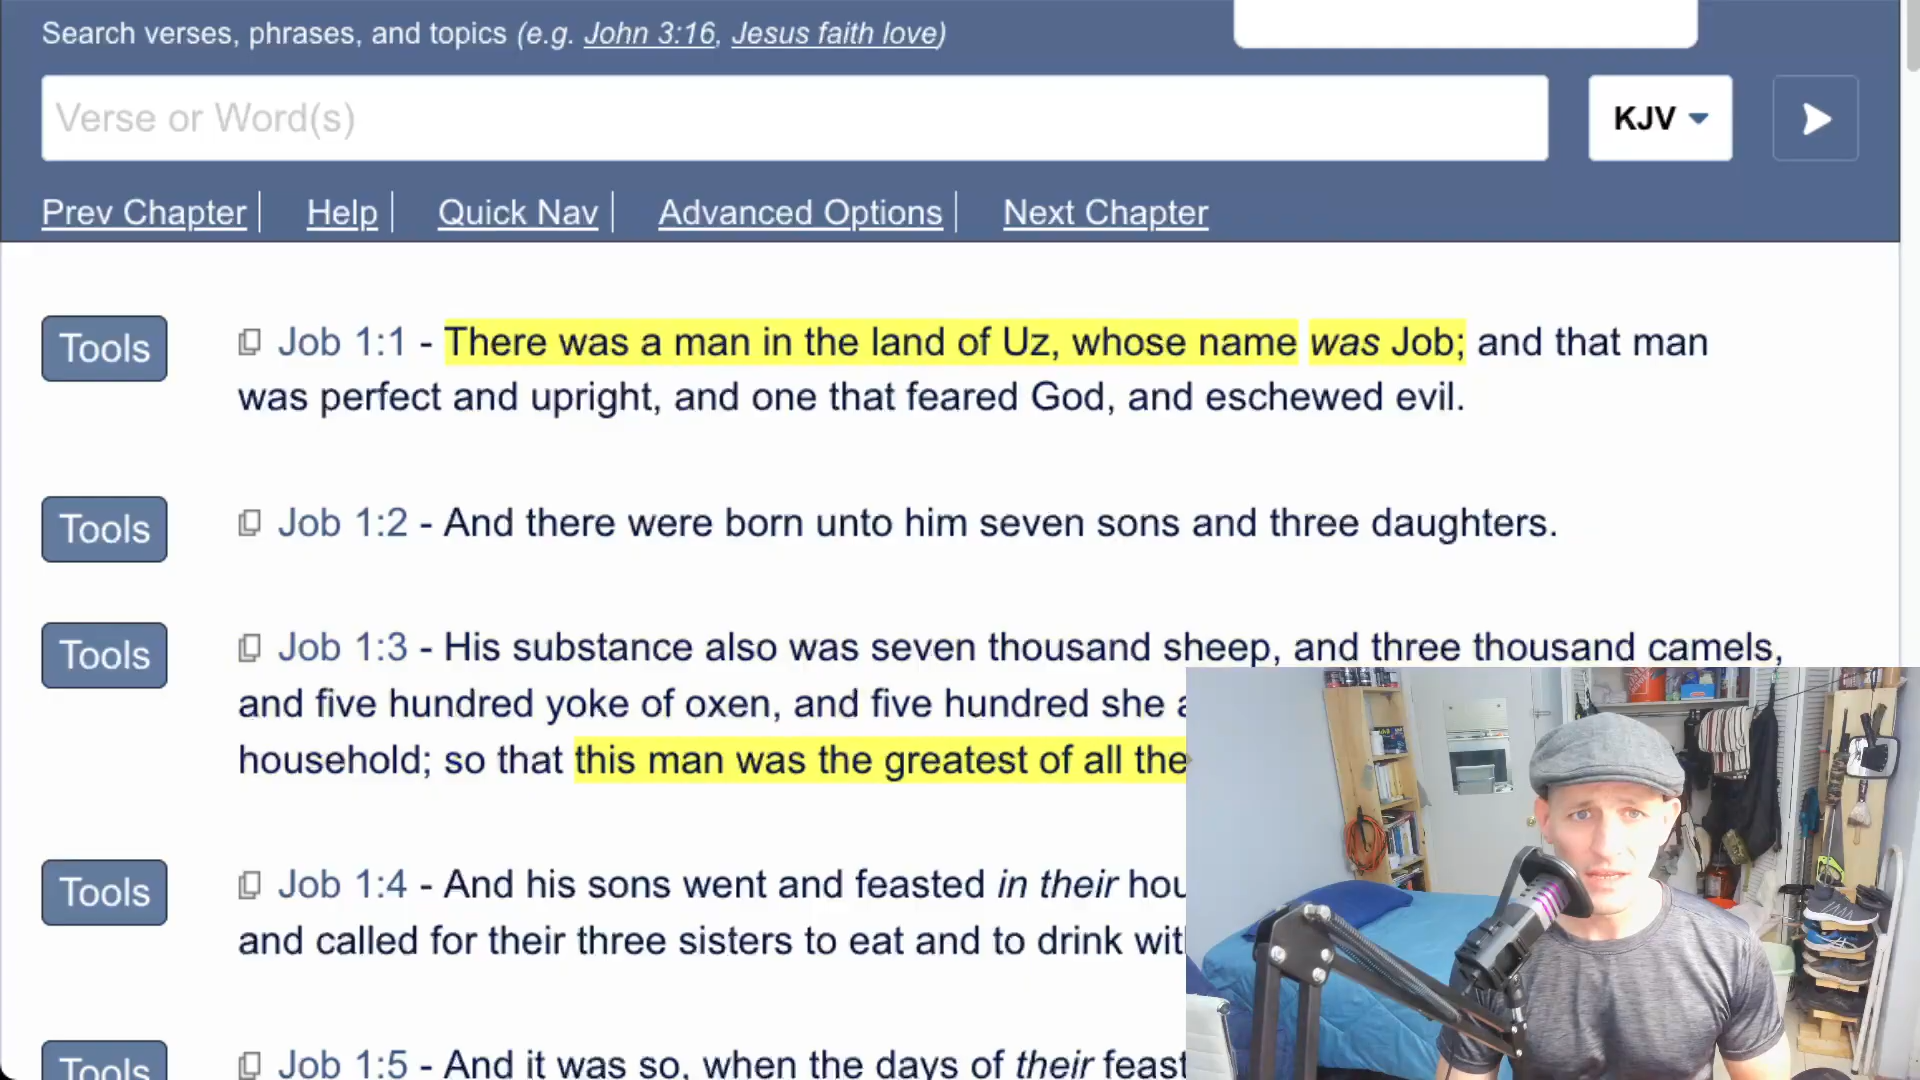 Search verses, phrases, and topics (e.g. John 3:16, Jesus faith love)
Verse or Word(s)
KJV
Prev Chapter Help Quick Nav Advanced Options Next Chapter
Tools
Job 1:1 - There was a man in the land of Uz, whose name was Job; and that man
was perfect and upright, and one that feared God, and eschewed evil.
Tools
Job 1:2 - And there were born unto him seven sons and three daughters.
Tools
Job 1:3 - His substance also was seven thousand sheep, and three thousand camels,
and five hundred yoke of oxen, and five hundred she
household; so that this man was the greatest of all the
Tools
Job 1:4 - And his sons went and feasted in their
and called for their three sisters to eat and to drink
Tools
Job 1:5 - And it was so, when the days of their